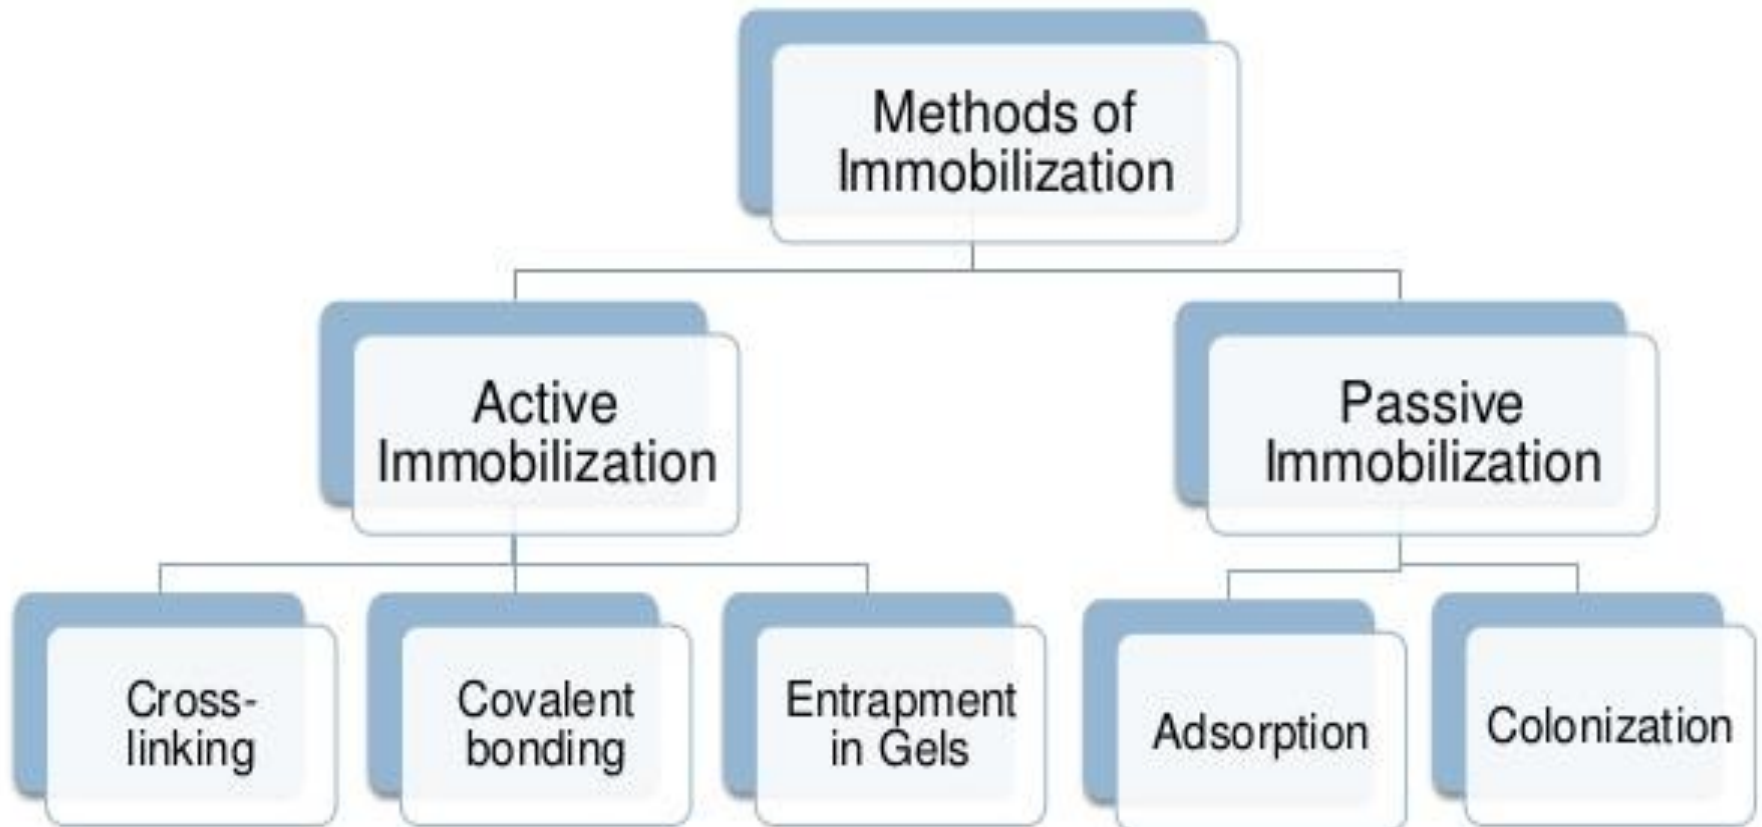 Methods of
Immobilization
Active
Immobilization
Passive
Immobilization
Cross-
linking
Covalent
bonding
Entrapment
in Gels
Adsorption
Colonization